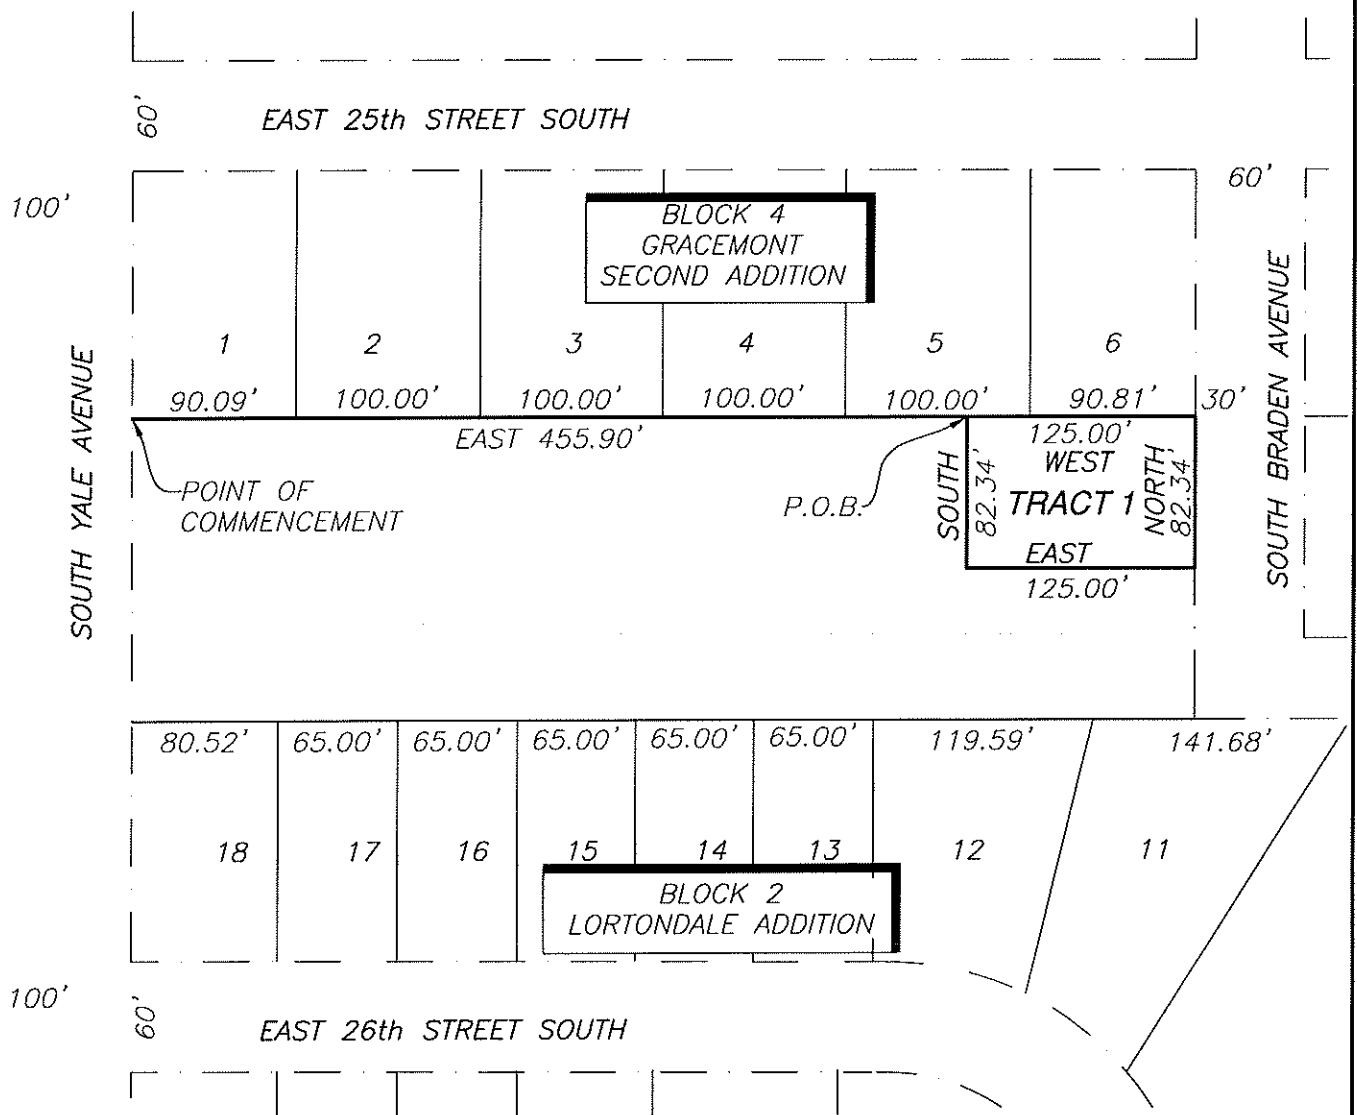 60'
EAST 25th STREET SOUTH
100'
60'
BLOCK 4
GRACEMONT
SECOND ADDITION
1
2
3
4
5
6
90.09'
100.00'
100.00'
100.00'
100.00'
90.81'
30'
SOUTH YALE AVENUE
SOUTH BRADEN AVENUE
EAST 455.90'
125.00'
WEST
POINT OF
COMMENCEMENT
P.O.B.
SOUTH
82.34'
TRACT 1
NORTH
82.34'
EAST
125.00'
80.52'
65.00'
65.00'
65.00'
65.00'
65.00'
119.59'
141.68'
18
17
16
15
14
13
12
11
BLOCK 2
LORTONDALE ADDITION
100'
60'
EAST 26th STREET SOUTH